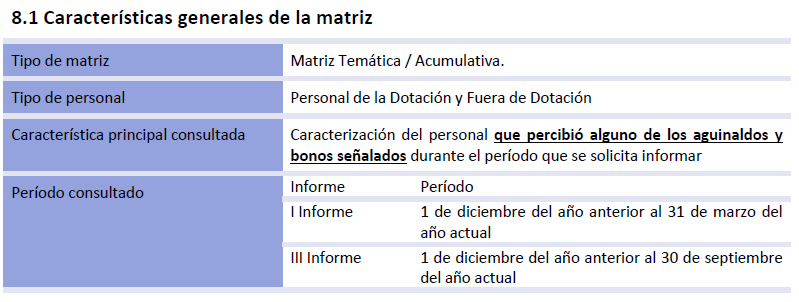 8.1 Características generales de la matriz
Tipo de matriz Matriz Temática / Acumulativa.
Tipo de personal Personal de la Dotación y Fuera de Dotación
Característica principal consultada Caracterización del personal que percibió alguno de los aguinaldos y
bonos señalados durante el período que se solicita informar
Período consultado Informe Período
I Informe 1 de diciembre del año anterior al 31 de marzo del
año actual
III Informe 1 de diciembre del año anterior al 30 de septiembre
del año actual